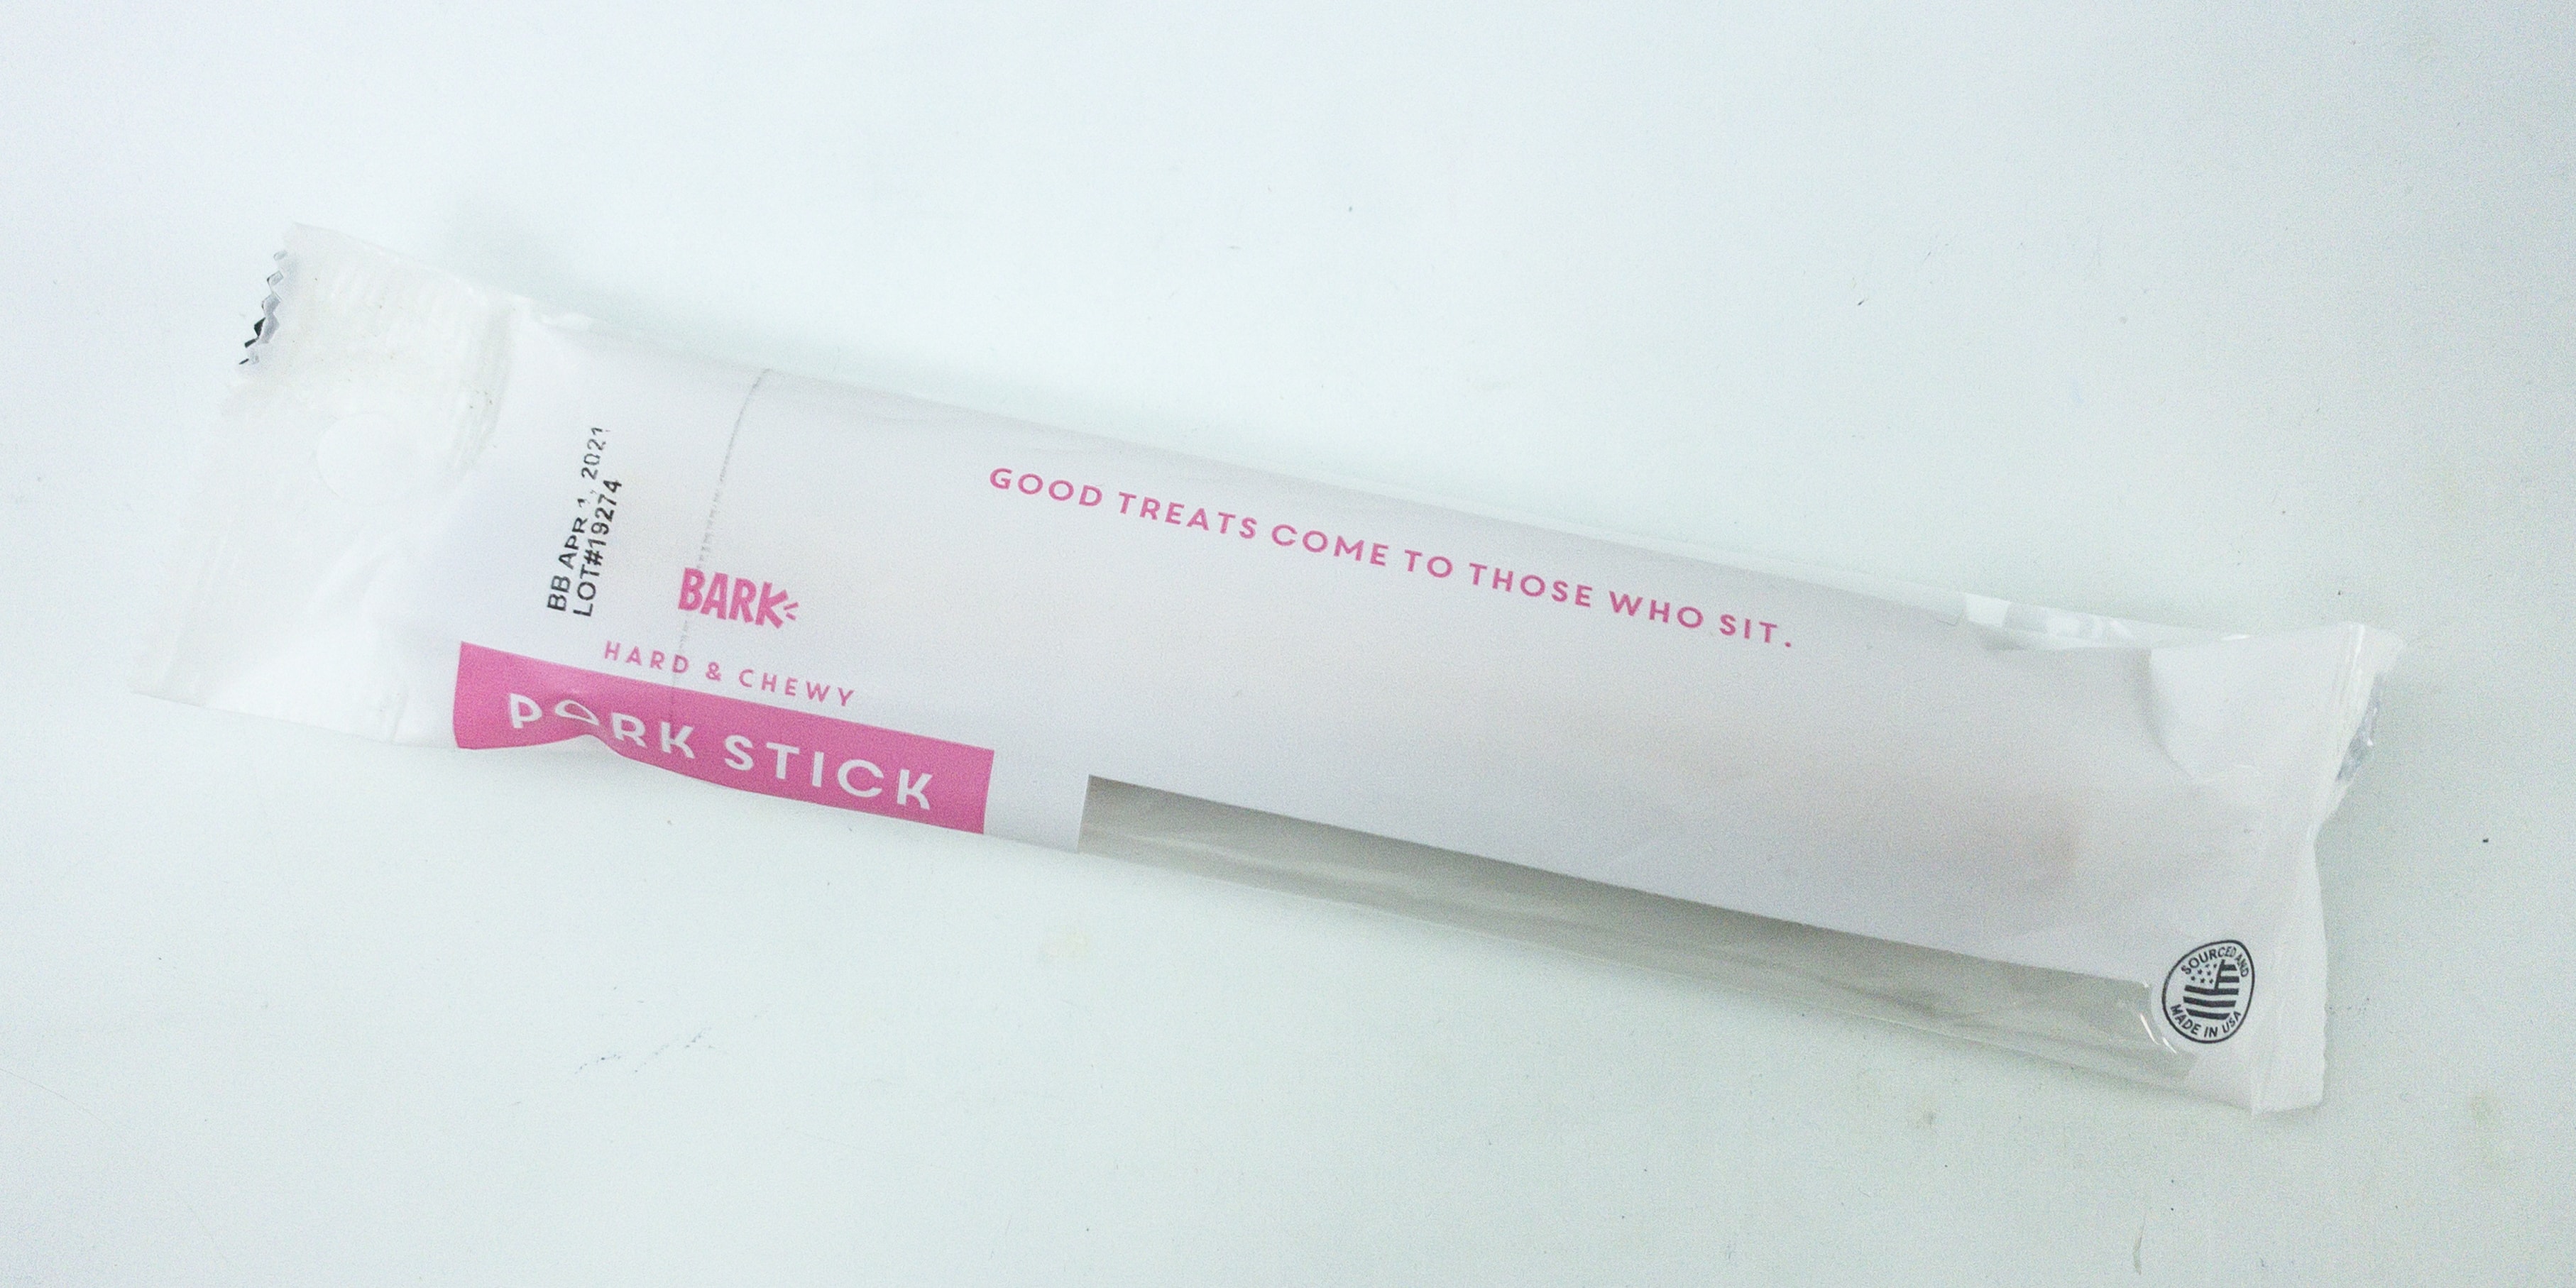 BB APR 1, 2021
LOT#19274
BARK
HARD & CHEWY
PORK STICK
GOOD TREATS COME TO THOSE WHO SIT.
SOURCED AND
MADE IN USA